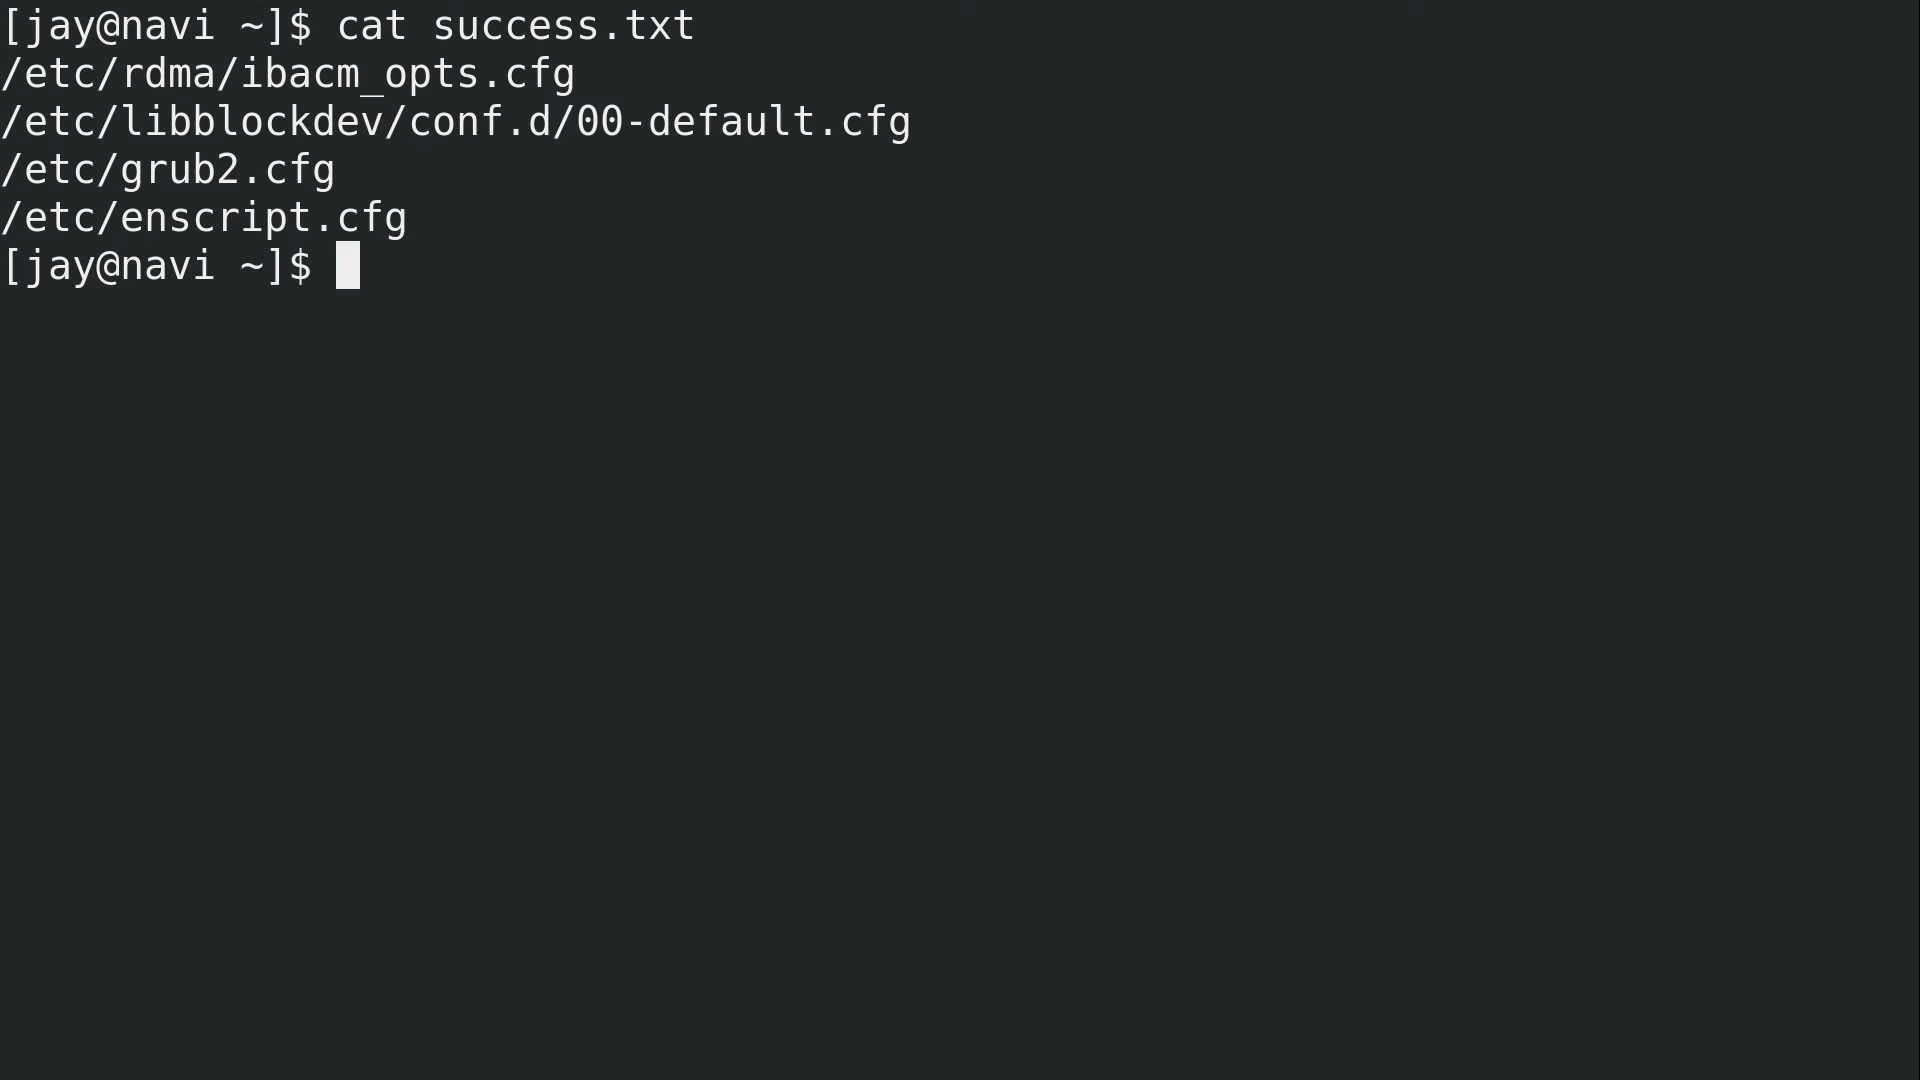 [jay@navi ~]$ cat success.txt
/etc/rdma/ibacm_opts.cfg
/etc/libblockdev/conf.d/00-default.cfg
/etc/grub2.cfg
/etc/enscript.cfg
[jay@navi ~]$